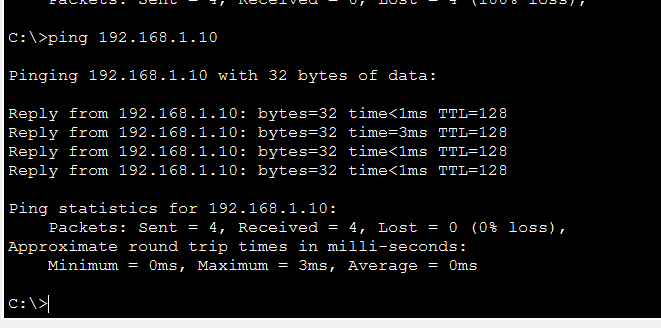 Packets: Sent = 4, Received = 0, Lost = 4 (100% loss),
C:\>ping 192.168.1.10
Pinging 192.168.1.10 with 32 bytes of data:
Reply from 192.168.1.10: bytes=32 time<1ms TTL=128
Reply from 192.168.1.10: bytes=32 time=3ms TTL=128
Reply from 192.168.1.10: bytes=32 time<1ms TTL=128
Reply from 192.168.1.10: bytes=32 time<1ms TTL=128
Ping statistics for 192.168.1.10:
Packets: Sent = 4, Received = 4, Lost = 0 (0% loss),
Approximate round trip times in milli-seconds:
Minimum = 0ms, Maximum = 3ms, Average = 0ms
C:\>